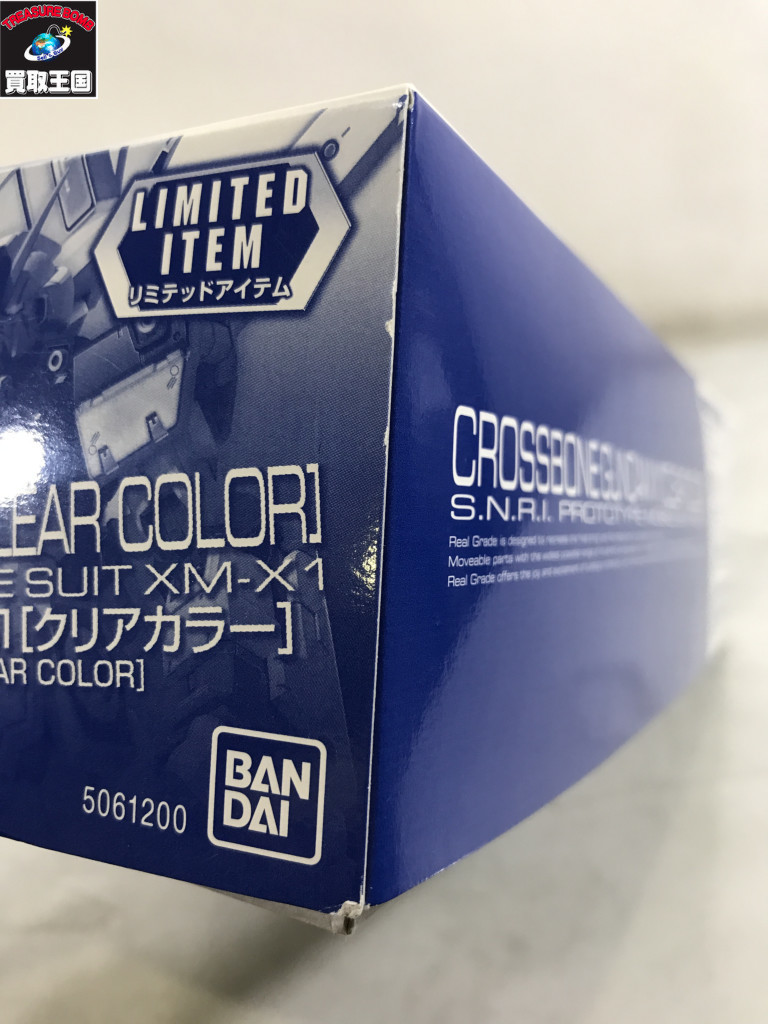 TREASURE BOMB
買取王国
LIMITED
ITEM
リミテッドアイテム
LEAR COLOR]
E SUIT XM-X1
1 [クリアカラー]
AR COLOR]
5061200
BAN
DAI
CROSSBONE GUNDAM
S.N.R.I. PROTOTYPE
Real Grade is designed to
Moveable parts with the widest
Real Grade offers the joy and